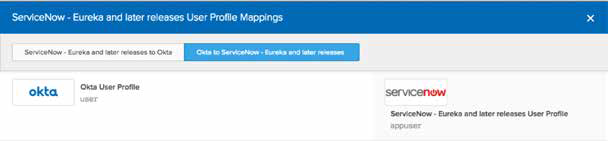 ServiceNow - Eureka and later releases User Profile Mappings
ServiceNow - Eureka and later releases to Okta
Okta to ServiceNow - Eureka and later releases
okta
Okta User Profile
user
servicenow
ServiceNow - Eureka and later releases User Profile
appuser